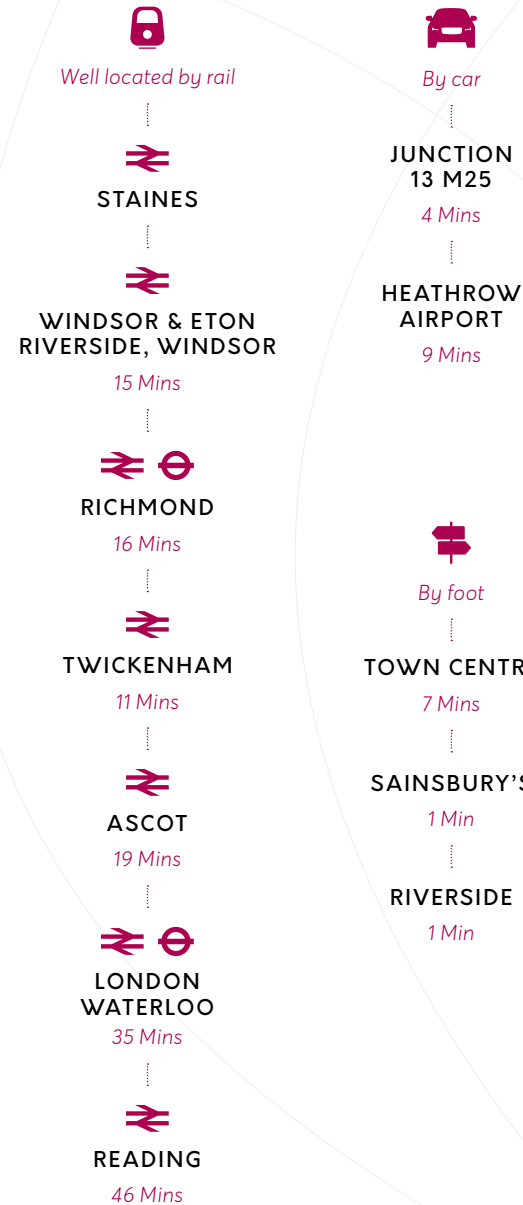 Well located by rail
STAINES
WINDSOR & ETON
RIVERSIDE, WINDSOR
15 Mins
RICHMOND
16 Mins
TWICKENHAM
11 Mins
ASCOT
19 Mins
LONDON
WATERLOO
35 Mins
READING
46 Mins
By car
JUNCTION
13 M25
4 Mins
HEATHROW
AIRPORT
9 Mins
By foot
TOWN CENTR
7 Mins
SAINSBURY’S
1 Min
RIVERSIDE
1 Min